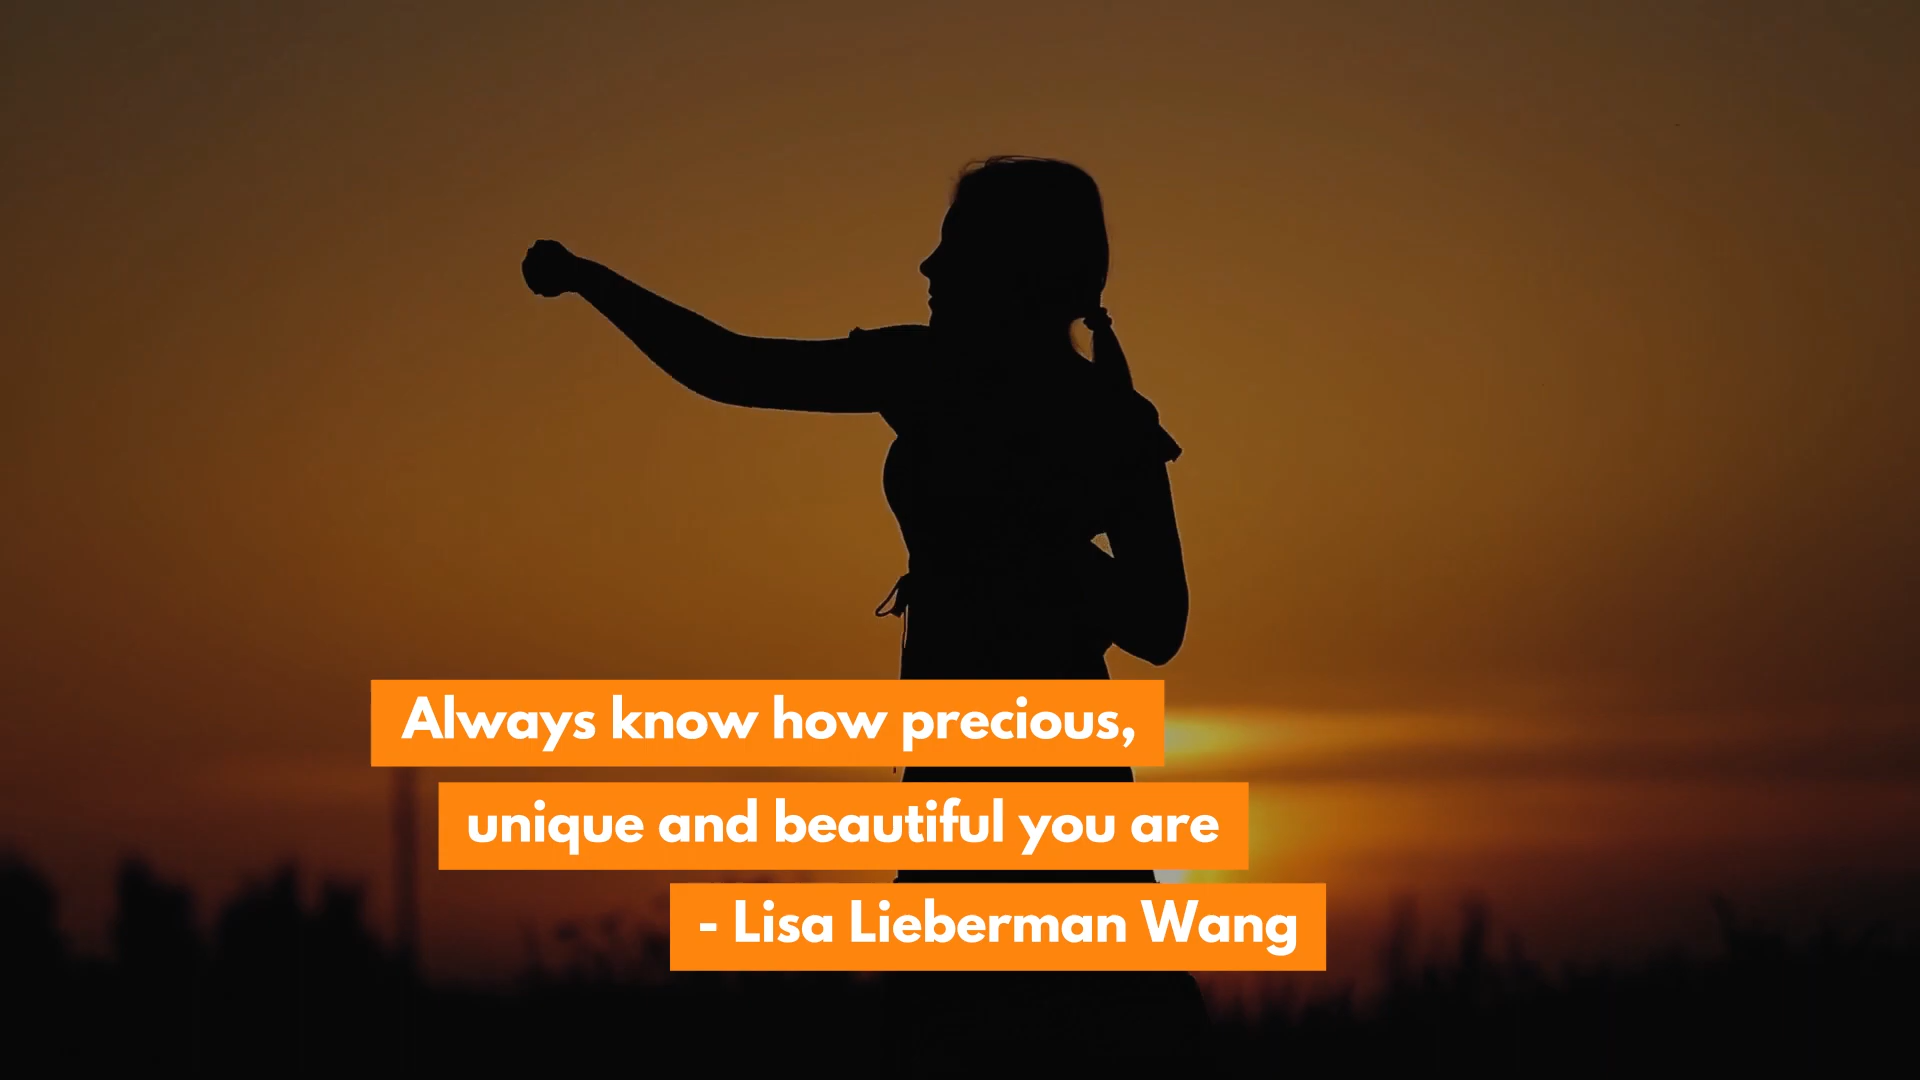 Always know how precious,
unique and beautiful you are
- Lisa Lieberman Wang